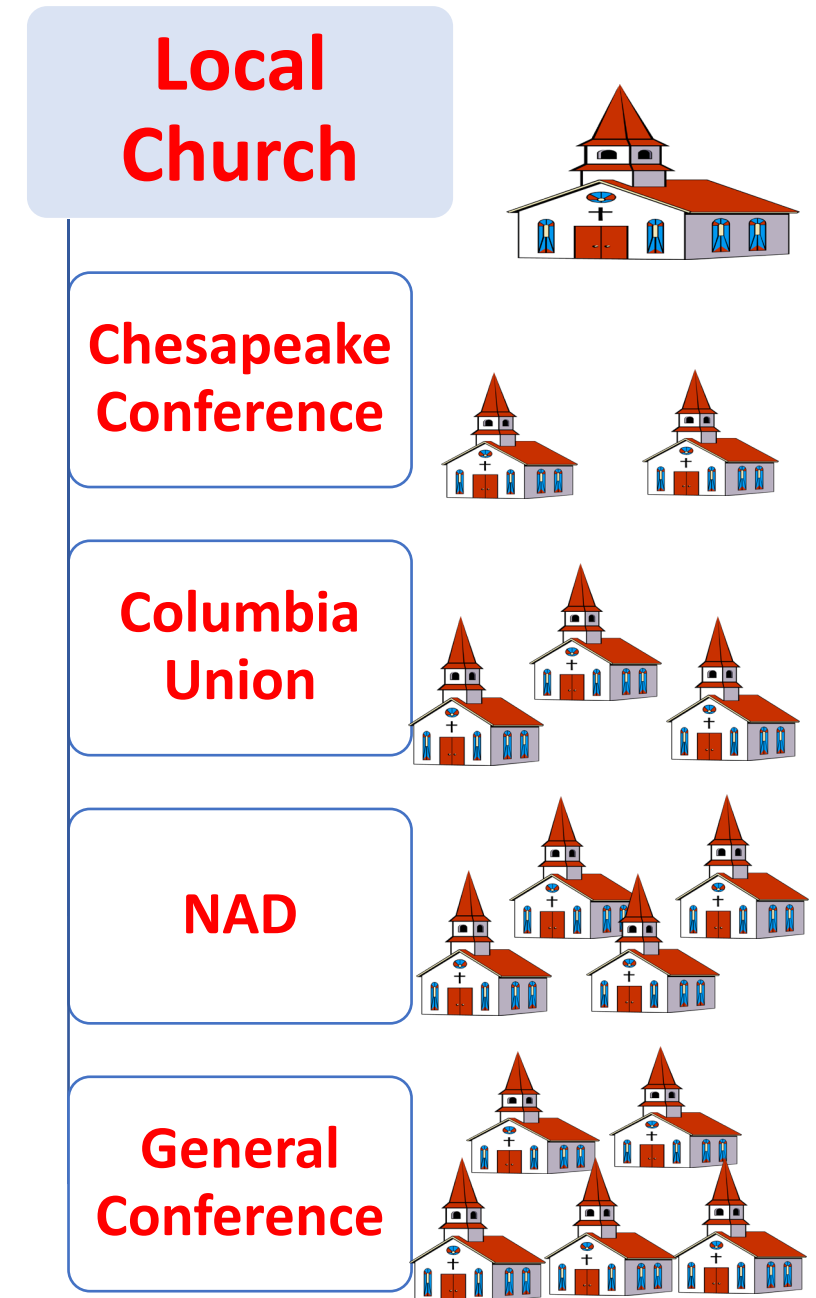 Local
Church
Chesapeake
Conference
Columbia
Union
NAD
General
Conference